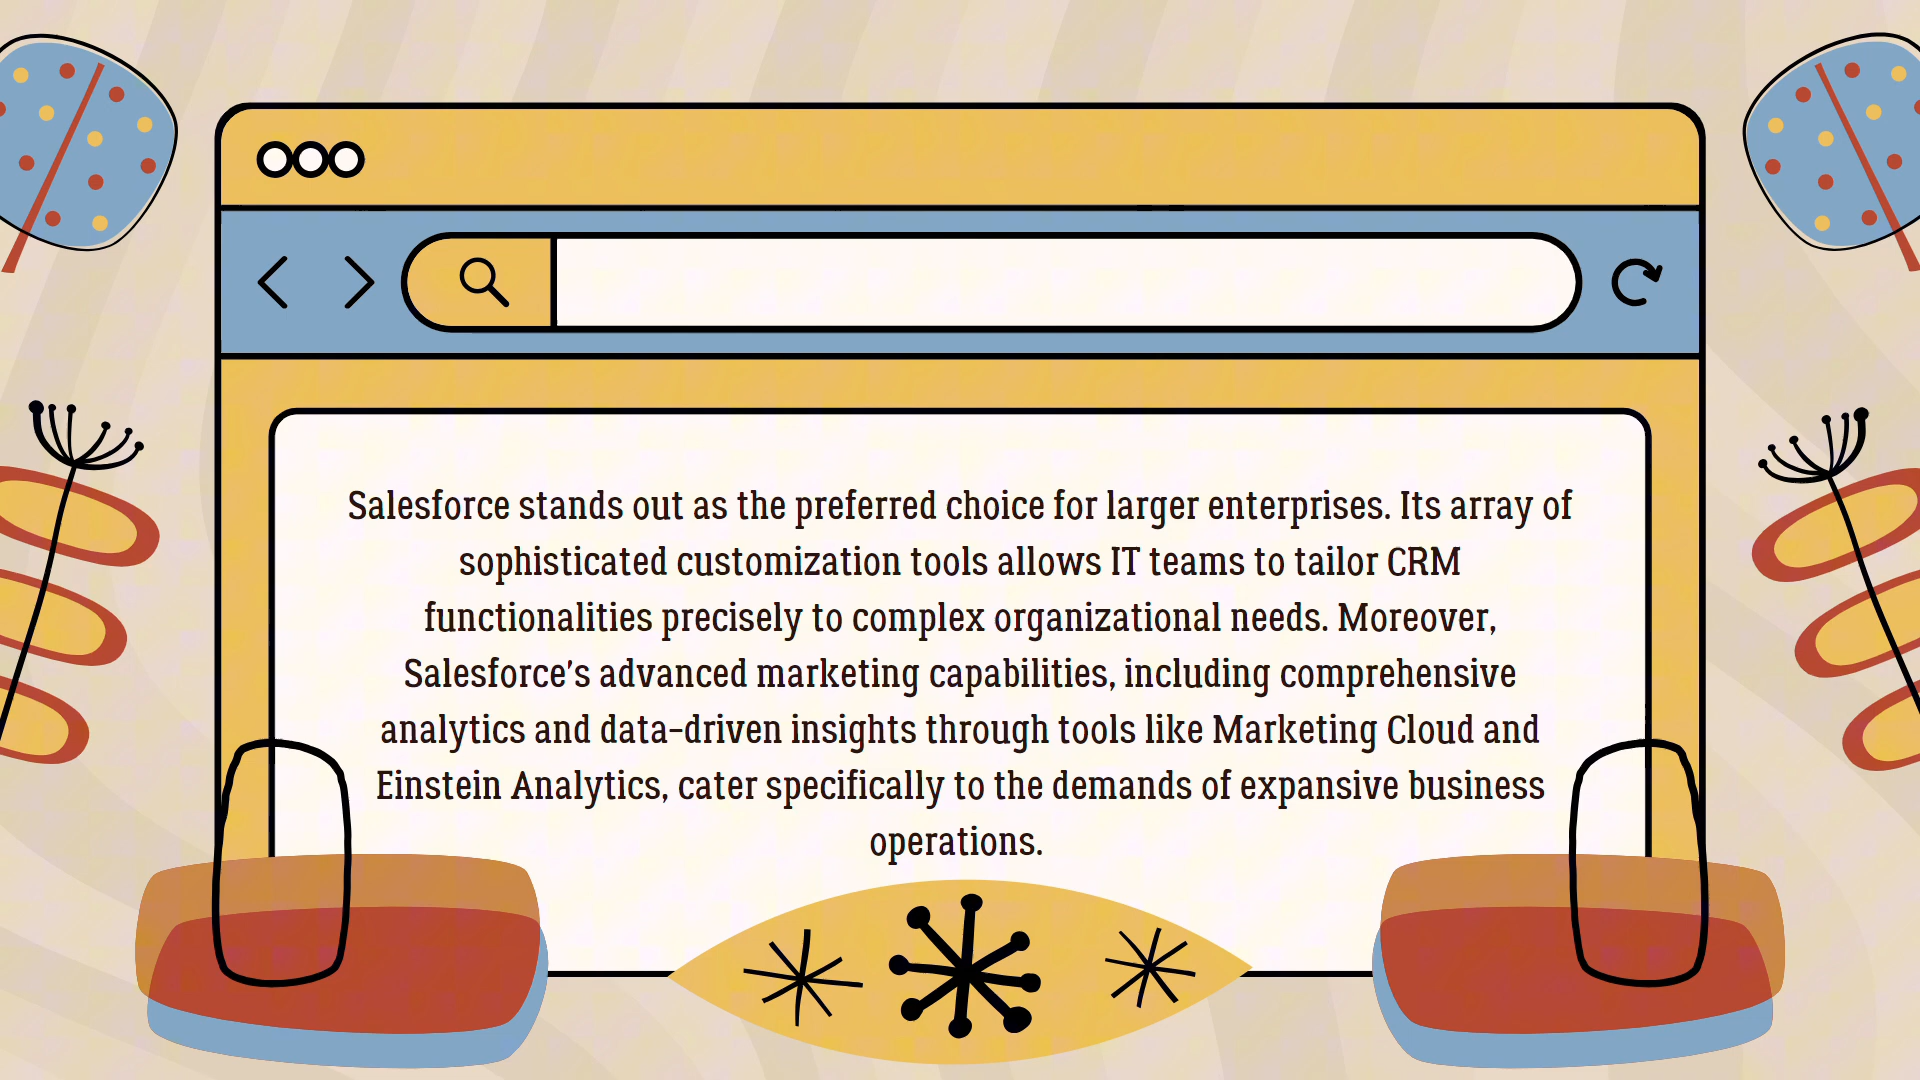 Salesforce stands out as the preferred choice for larger enterprises. Its array of
sophisticated customization tools allows IT teams to tailor CRM
functionalities precisely to complex organizational needs. Moreover,
Salesforce's advanced marketing capabilities, including comprehensive
analytics and data-driven insights through tools like Marketing Cloud and
Einstein Analytics, cater specifically to the demands of expansive business
operations.